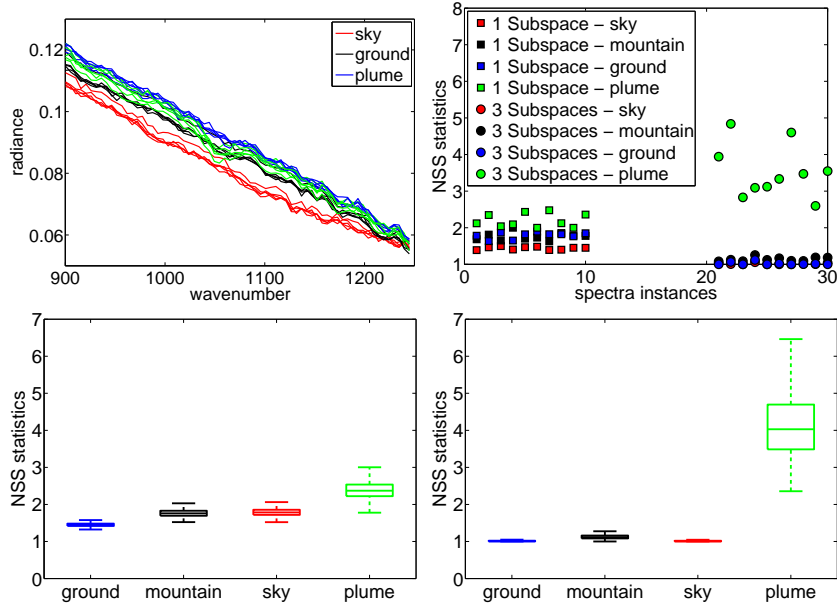 0.12
0.1
0.08
0.06
radiance
900
1000
1100
1200
wavenumber
sky
ground
plume
8
7
6
5
4
3
2
1
NSS statistics
0
10
20
30
spectra instances
1 Subspace – sky
1 Subspace – mountain
1 Subspace – ground
1 Subspace – plume
3 Subspaces – sky
3 Subspaces – mountain
3 Subspaces – ground
3 Subspaces – plume
7
6
5
4
3
2
1
0
NSS statistics
ground
mountain
sky
plume
7
6
5
4
3
2
1
0
NSS statistics
ground
mountain
sky
plume